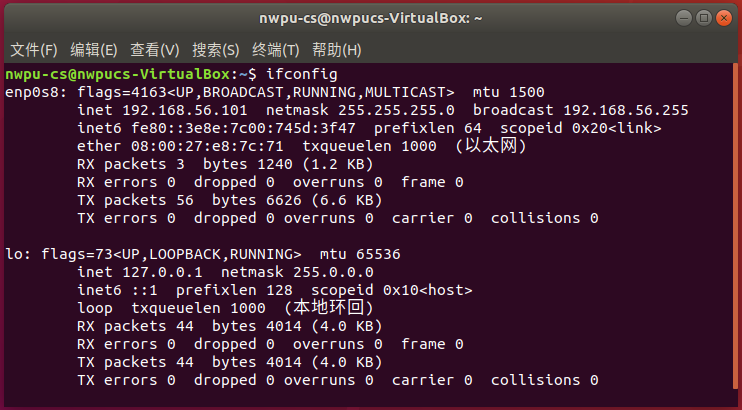 nwpu-cs@nwpucs-VirtualBox: ~
文件(F) 编辑(E) 查看(V) 搜索(S) 终端(T) 帮助(H)
nwpu-cs@nwpucs-VirtualBox:~$ ifconfig
enp0s8: flags=4163<UP,BROADCAST,RUNNING,MULTICAST>  mtu 1500
        inet 192.168.56.101  netmask 255.255.255.0  broadcast 192.168.56.255
        inet6 fe80::3e8e:7c00:745d:3f47  prefixlen 64  scopeid 0x20<link>
        ether 08:00:27:e8:7c:71  txqueuelen 1000  (以太网)
        RX packets 3  bytes 1240 (1.2 KB)
        RX errors 0  dropped 0  overruns 0  frame 0
        TX packets 56  bytes 6626 (6.6 KB)
        TX errors 0  dropped 0 overruns 0  carrier 0  collisions 0

lo: flags=73<UP,LOOPBACK,RUNNING>  mtu 65536
        inet 127.0.0.1  netmask 255.0.0.0
        inet6 ::1  prefixlen 128  scopeid 0x10<host>
        loop  txqueuelen 1000  (本地环回)
        RX packets 44  bytes 4014 (4.0 KB)
        RX errors 0  dropped 0  overruns 0  frame 0
        TX packets 44  bytes 4014 (4.0 KB)
        TX errors 0  dropped 0 overruns 0  carrier 0  collisions 0